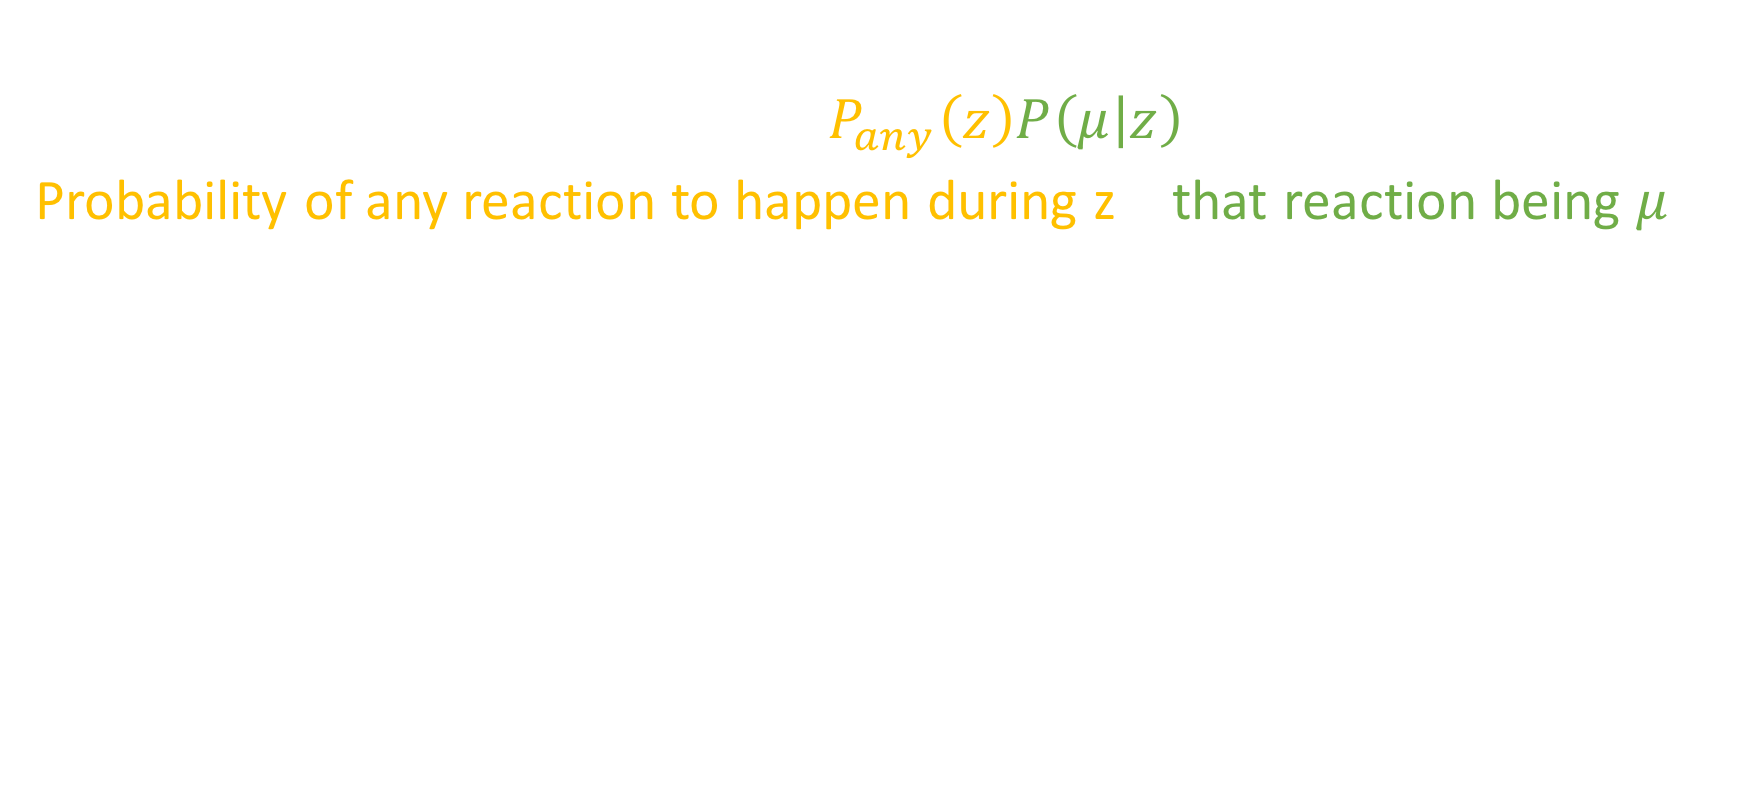 P_any(z)P(μ|z)
Probability of any reaction to happen during z that reaction being μ